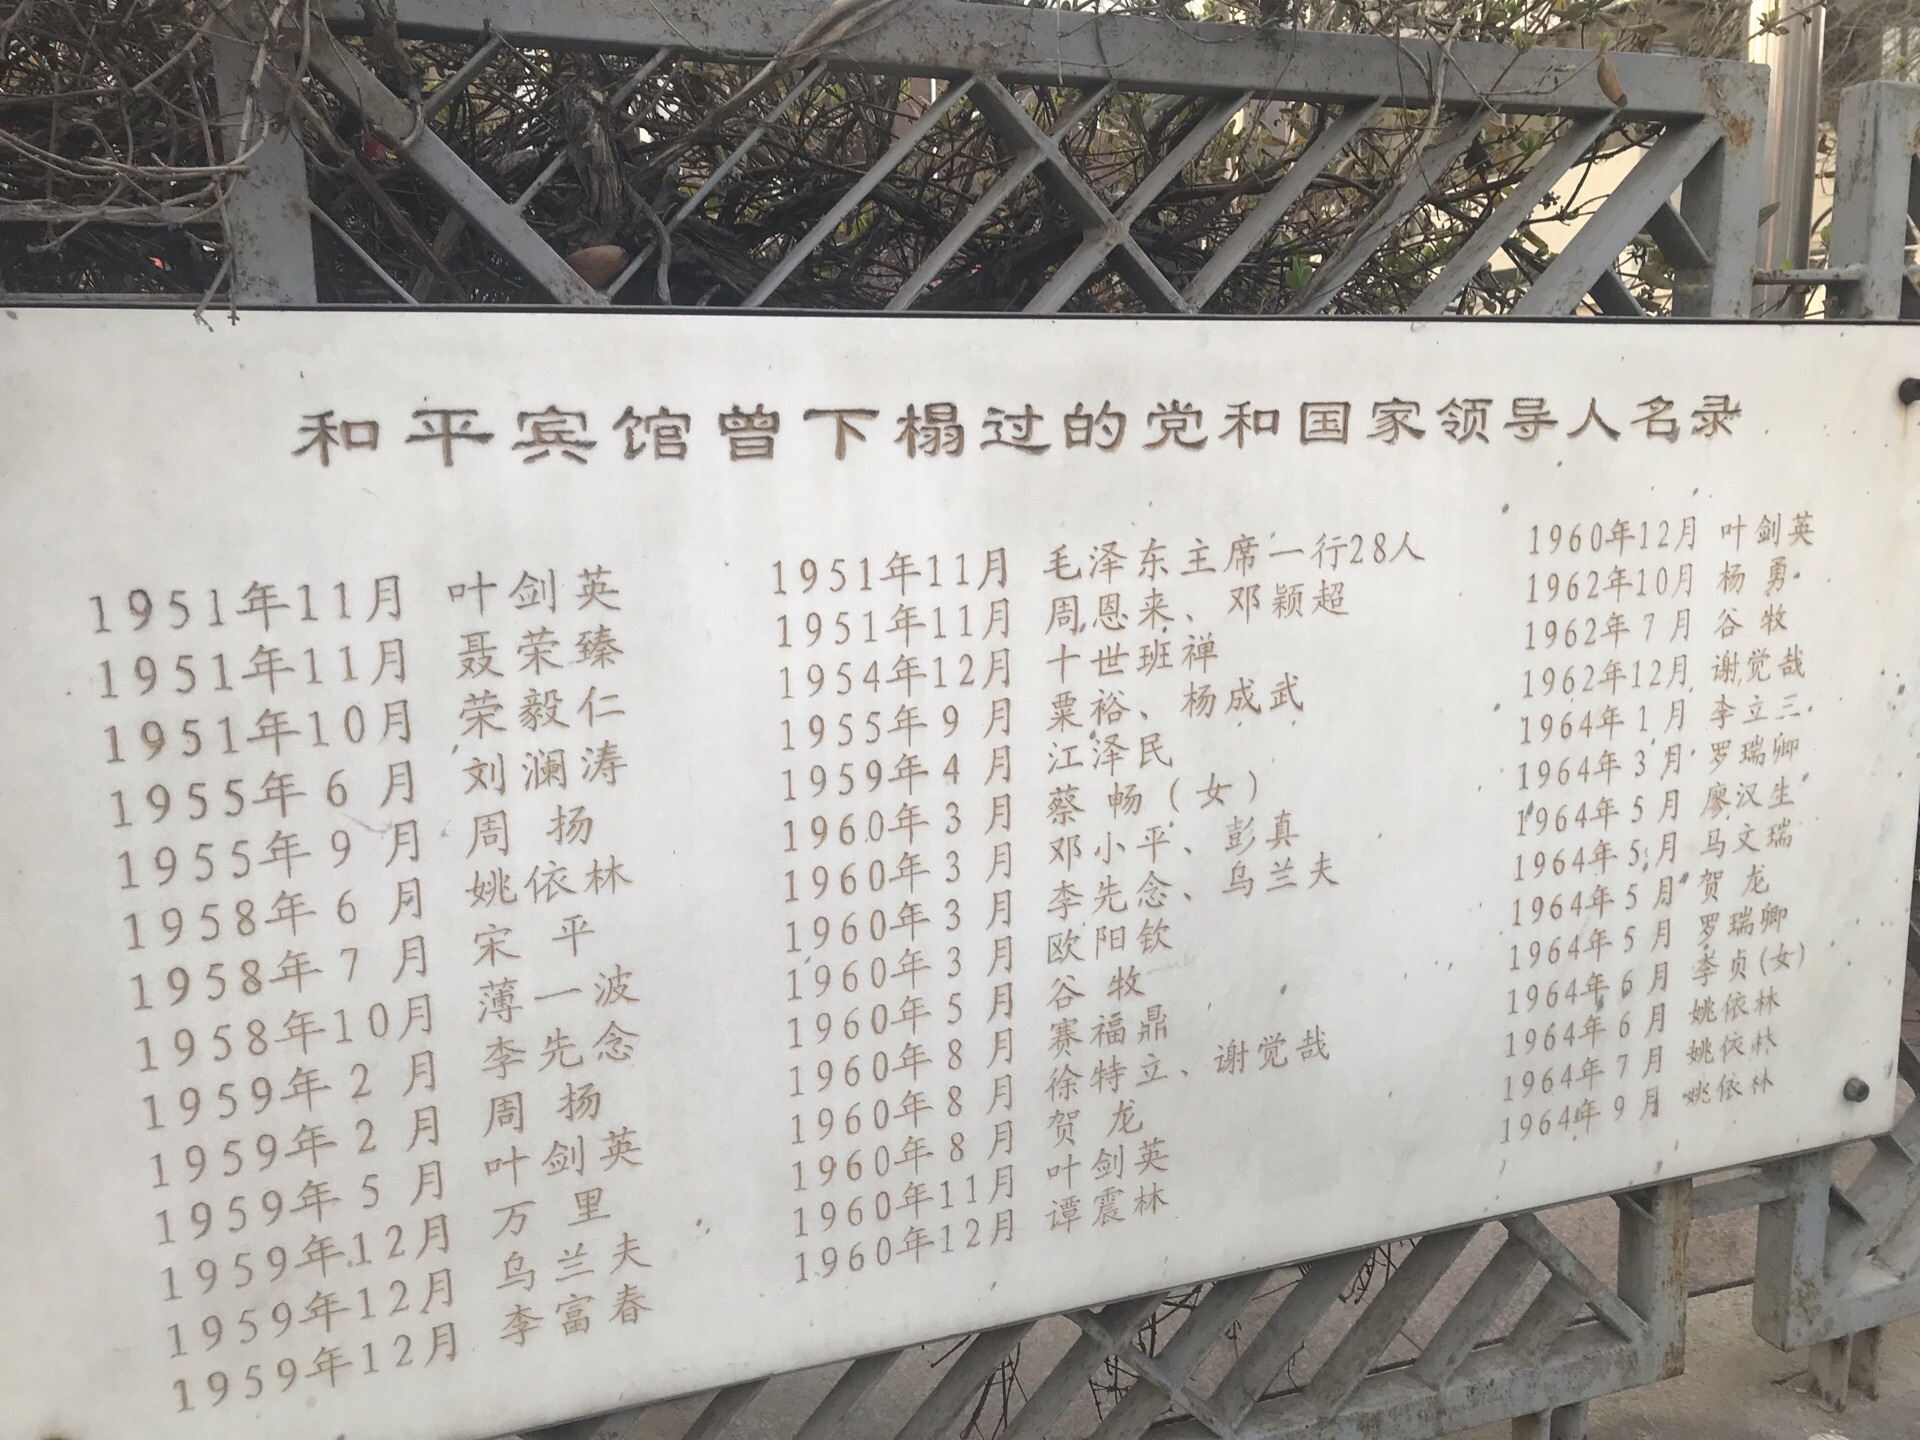 和平宾馆曾下榻过的党和国家领导人名录
1951年11月 叶剑英
1951年11月 聂荣臻
1951年10月 荣毅仁
1955年6月 刘澜涛
1955年9月 周扬
1958年6月 姚依林
1958年7月 宋平
1958年10月 薄一波
1959年2月 李先念
1959年2月 周扬
1959年5月 叶剑英
1959年12月 万里
1959年12月 乌兰夫
1959年12月 李富春
1951年11月 毛泽东主席一行28人
1951年11月 周恩来、邓颖超
1954年12月 十世班禅
1955年9月 粟裕、杨成武
1959年4月 江泽民
1960年3月 蔡畅(女)
1960年3月 邓小平、彭真
1960年3月 李先念、乌兰夫
1960年3月 欧阳钦
1960年5月 谷牧
1960年8月 赛福鼎
1960年8月 徐特立、谢觉哉
1960年8月 贺龙
1960年11月 叶剑英
1960年12月 谭震林
1960年12月 叶剑英
1962年10月 杨勇
1962年7月 谷牧
1962年12月 谢觉哉
1964年1月 李立三
1964年3月 罗瑞卿
1964年5月 廖汉生
1964年5月 马文瑞
1964年5月 贺龙
1964年5月 罗瑞卿
1964年6月 李贞(女)
1964年6月 姚依林
1964年7月 姚依林
1964年9月 姚依林